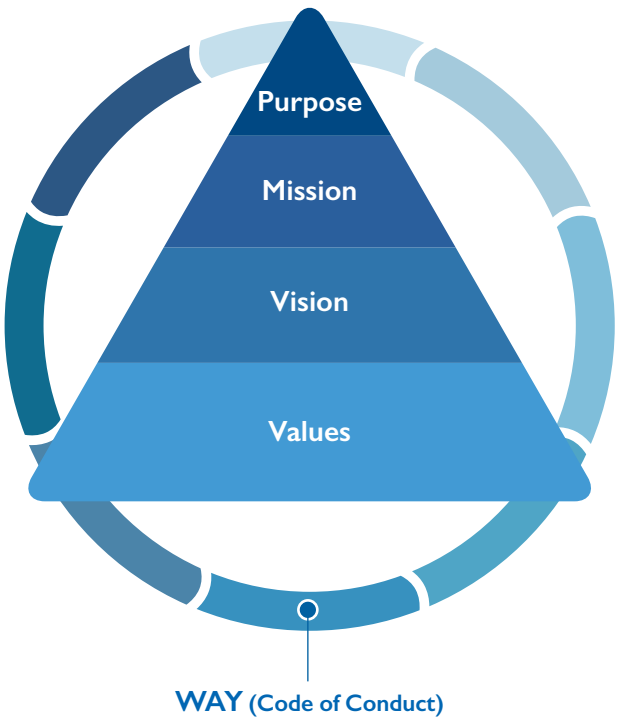 Purpose
Mission
Vision
Values
WAY (Code of Conduct)